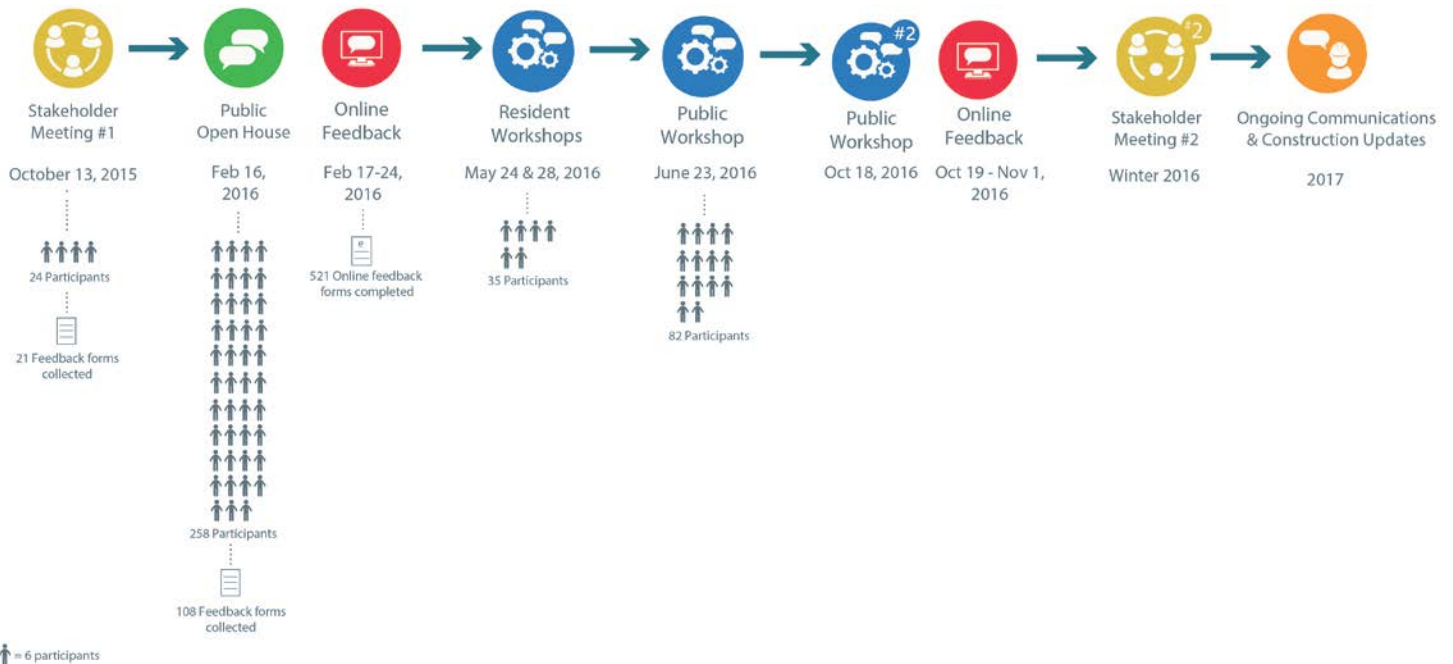 Stakeholder
Meeting #1
October 13, 2015
24 Participants
21 Feedback forms
collected
Public
Open House
Feb 16,
2016
258 Participants
108 Feedback forms
collected
Online
Feedback
Feb 17-24,
2016
e
521 Online feedback
forms completed
Resident
Workshops
May 24 & 28, 2016
35 Participants
Public
Workshop
June 23, 2016
82 Participants
#2
Public
Workshop
Oct 18, 2016
Online
Feedback
Oct 19 - Nov 1,
2016
#2
Stakeholder
Meeting #2
Winter 2016
Ongoing Communications
& Construction Updates
2017
= 6 participants